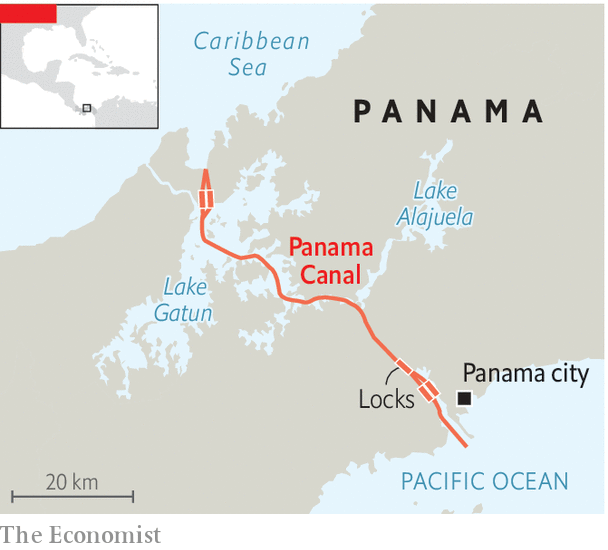 Caribbean
Sea
PANAMA
Lake
Alajuela
Panama
Canal
Lake
Gatun
Panama city
Locks
20 km
PACIFIC OCEAN
The Economist